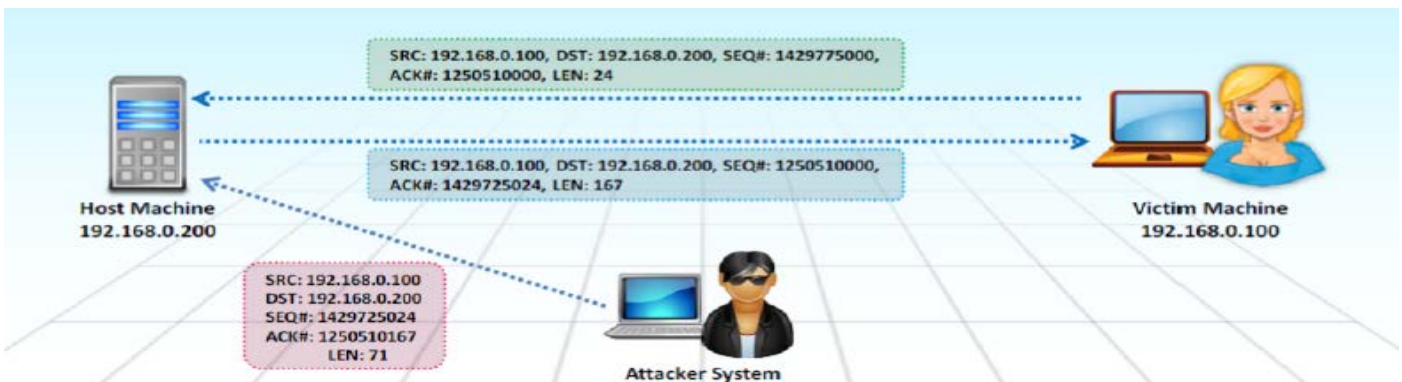 SRC: 192.168.0.100, DST: 192.168.0.200, SEQ#: 1429775000,
ACK#: 1250510000, LEN: 24
SRC: 192.168.0.100, DST: 192.168.0.200, SEQ#: 1250510000,
ACK#: 1429725024, LEN: 167
Host Machine
192.168.0.200
Victim Machine
192.168.0.100
SRC: 192.168.0.100
DST: 192.168.0.200
SEQ#: 1429725024
ACK#: 1250510167
LEN: 71
Attacker System